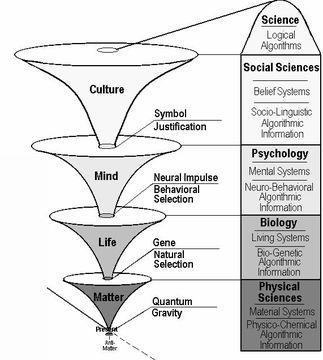 Science
Logical
Algorithms
Social Sciences
Belief Systems
Socio-Linguistic
Algorithmic
Information
Psychology
Mental Systems
Neuro-Behavioral
Algorithmic
Information
Biology
Living Systems
Bio-Genetic
Algorithmic
Information
Physical
Sciences
Material Systems
Physico-Chemical
Algorithmic
Information
Culture
Symbol
Justification
Mind
Neural Impulse
Behavioral
Selection
Life
Gene
Natural
Selection
Matter
Quantum
Gravity
Present
Anti-
Matter